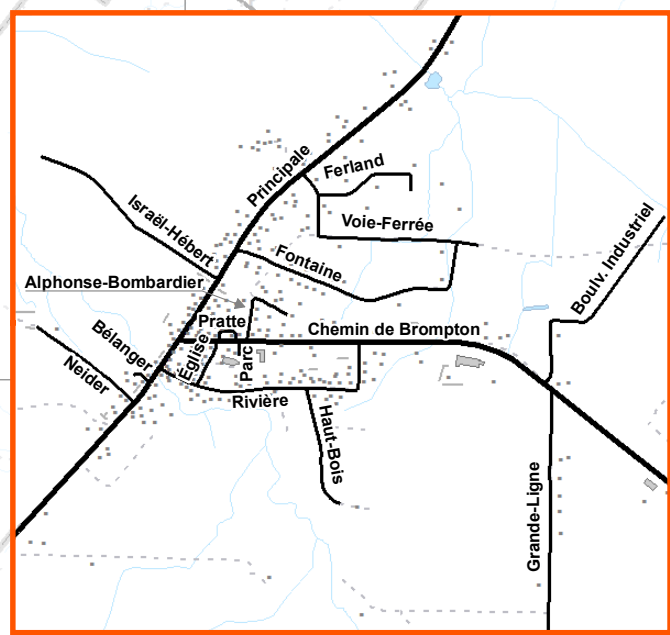 Principale
Ferland
Israël-Hébert
Voie-Ferrée
Fontaine
Boulv. Industriel
Alphonse-Bombardier
Pratte
Chemin de Brompton
Bélanger
Église
Parc
Neider
Rivière
Haut-Bois
Grande-Ligne